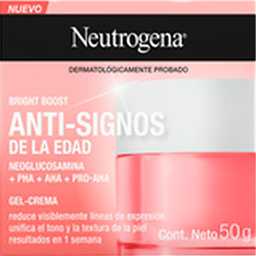 NUEVO
Neutrogena®
DERMATOLÓGICAMENTE PROBADO
BRIGHT BOOST
ANTI-SIGNOS
DE LA EDAD
NEOGLUCOSAMINA
+ PHA + AHA + PRO-AHA
GEL-CREMA
reduce visiblemente líneas de expresión
unifica el tono y la textura de la piel
resultados en 1 semana
Cont. Neto 50 g